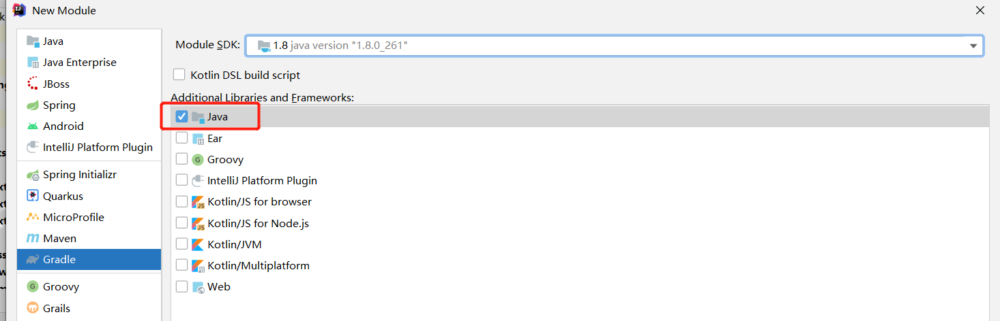 New Module
Java
Java Enterprise
JBoss
Spring
Android
IntelliJ Platform Plugin
Spring Initializr
Quarkus
MicroProfile
Maven
Gradle
Groovy
Grails
Module SDK: 1.8 java version "1.8.0_261"
Kotlin DSL build script
Additional Libraries and Frameworks:
Java
Ear
Groovy
IntelliJ Platform Plugin
Kotlin/JS for browser
Kotlin/JS for Node.js
Kotlin/JVM
Kotlin/Multiplatform
Web